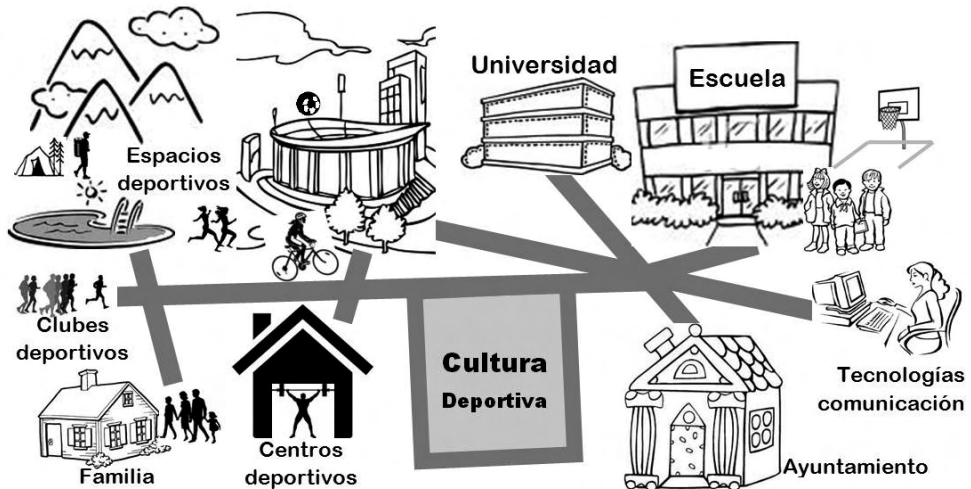 Universidad
Escuela
Espacios
deportivos
Clubes
deportivos
Cultura
Deportiva
Tecnologías
comunicación
Familia
Centros
deportivos
Ayuntamiento